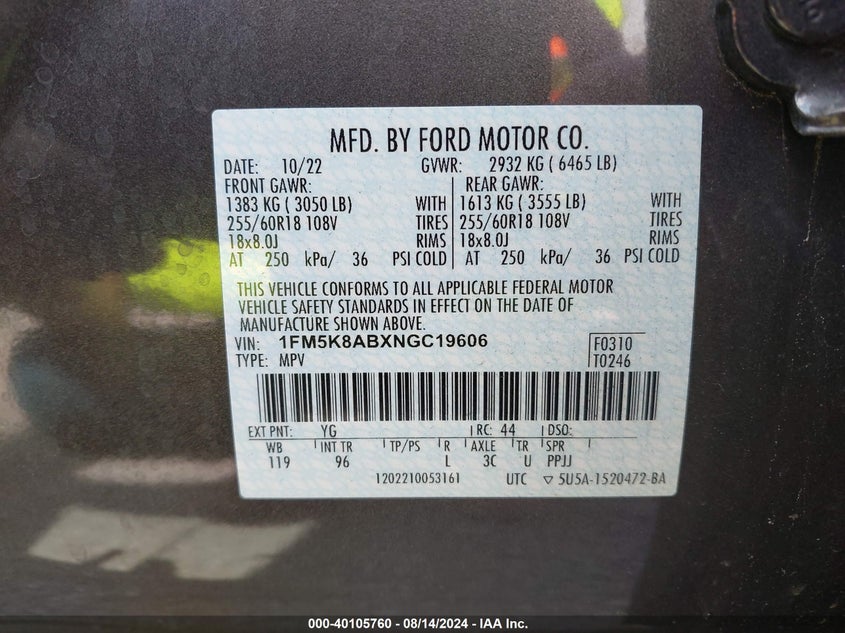 MFD. BY FORD MOTOR CO.
DATE: 10/22 GVWR: 2932 KG ( 6465 LB)
FRONT GAWR: REAR GAWR:
1383 KG ( 3050 LB) WITH 1613 KG ( 3555 LB) WITH
255/60R18 108V TIRES 255/60R18 108V TIRES
18x8.0J RIMS 18x8.0J RIMS
AT 250 kPa/ 36 PSI COLD AT 250 kPa/ 36 PSI COLD
THIS VEHICLE CONFORMS TO ALL APPLICABLE FEDERAL MOTOR
VEHICLE SAFETY STANDARDS IN EFFECT ON THE DATE OF
MANUFACTURE SHOWN ABOVE.
VIN: 1FM5K8ABXNGC19606 F0310
TYPE: MPV T0246
EXT PNT: YG RC: 44 DSO:
WB INT TR TP/PS R AXLE TR SPR
119 96 L 3C U PPJJ
1202210053161 UTC ▽ 5U5A-1520472-BA
000-40105760 - 08/14/2024 - IAA Inc.